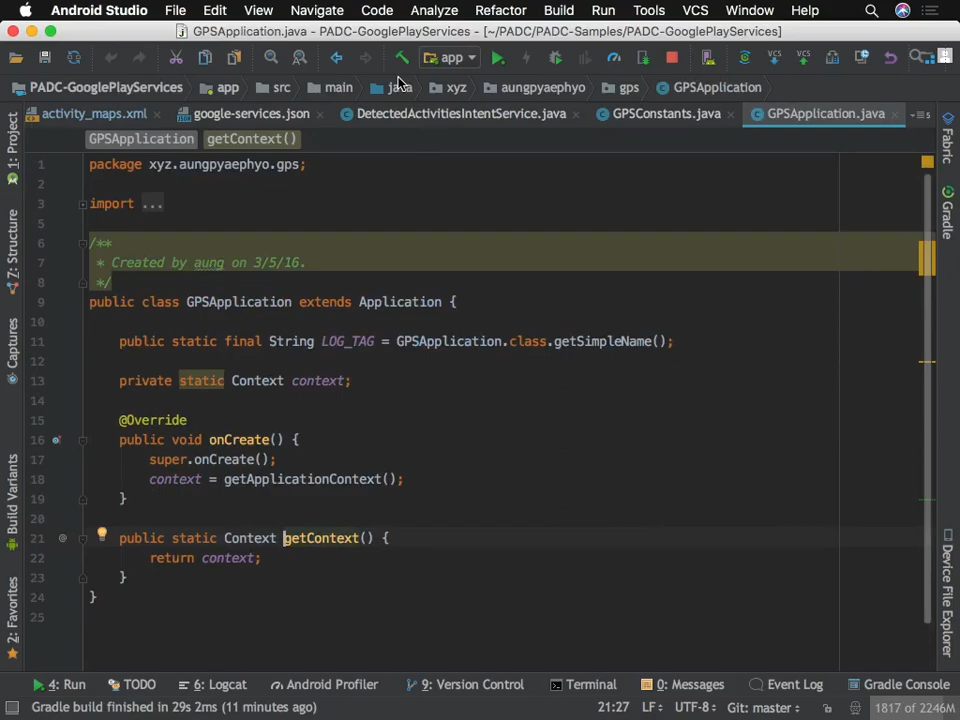 Android Studio File Edit View Navigate Code Analyze Refactor Build Run Tools VCS Window Help
GPSApplication.java - PADC-GooglePlayServices - [~/PADC/PADC-Samples/PADC-GooglePlayServices]
app
VCS VCS
PADC-GooglePlayServices app src main java xyz aungpyaephyo gps GPSApplication
activity_maps.xml google-services.json DetectedActivitiesIntentService.java GPSConstants.java GPSApplication.java
GPSApplication getContext()
1 package xyz.aungpyaephyo.gps;
2
3 import ...
5
6 /**
7 * Created by aung on 3/5/16.
8 */
9 public class GPSApplication extends Application {
10
11 public static final String LOG_TAG = GPSApplication.class.getSimpleName();
12
13 private static Context context;
14
15 @Override
16 public void onCreate() {
17 super.onCreate();
18 context = getApplicationContext();
19 }
20
21 public static Context getContext() {
22 return context;
23 }
24 }
25
1: Project
7: Structure
Captures
Build Variants
2: Favorites
Fabric
Gradle
Device File Explorer
4: Run TODO 6: Logcat Android Profiler 9: Version Control Terminal 0: Messages Event Log Gradle Console
Gradle build finished in 29s 2ms (11 minutes ago) 21:27 LF UTF-8 Git: master 1817 of 2246M